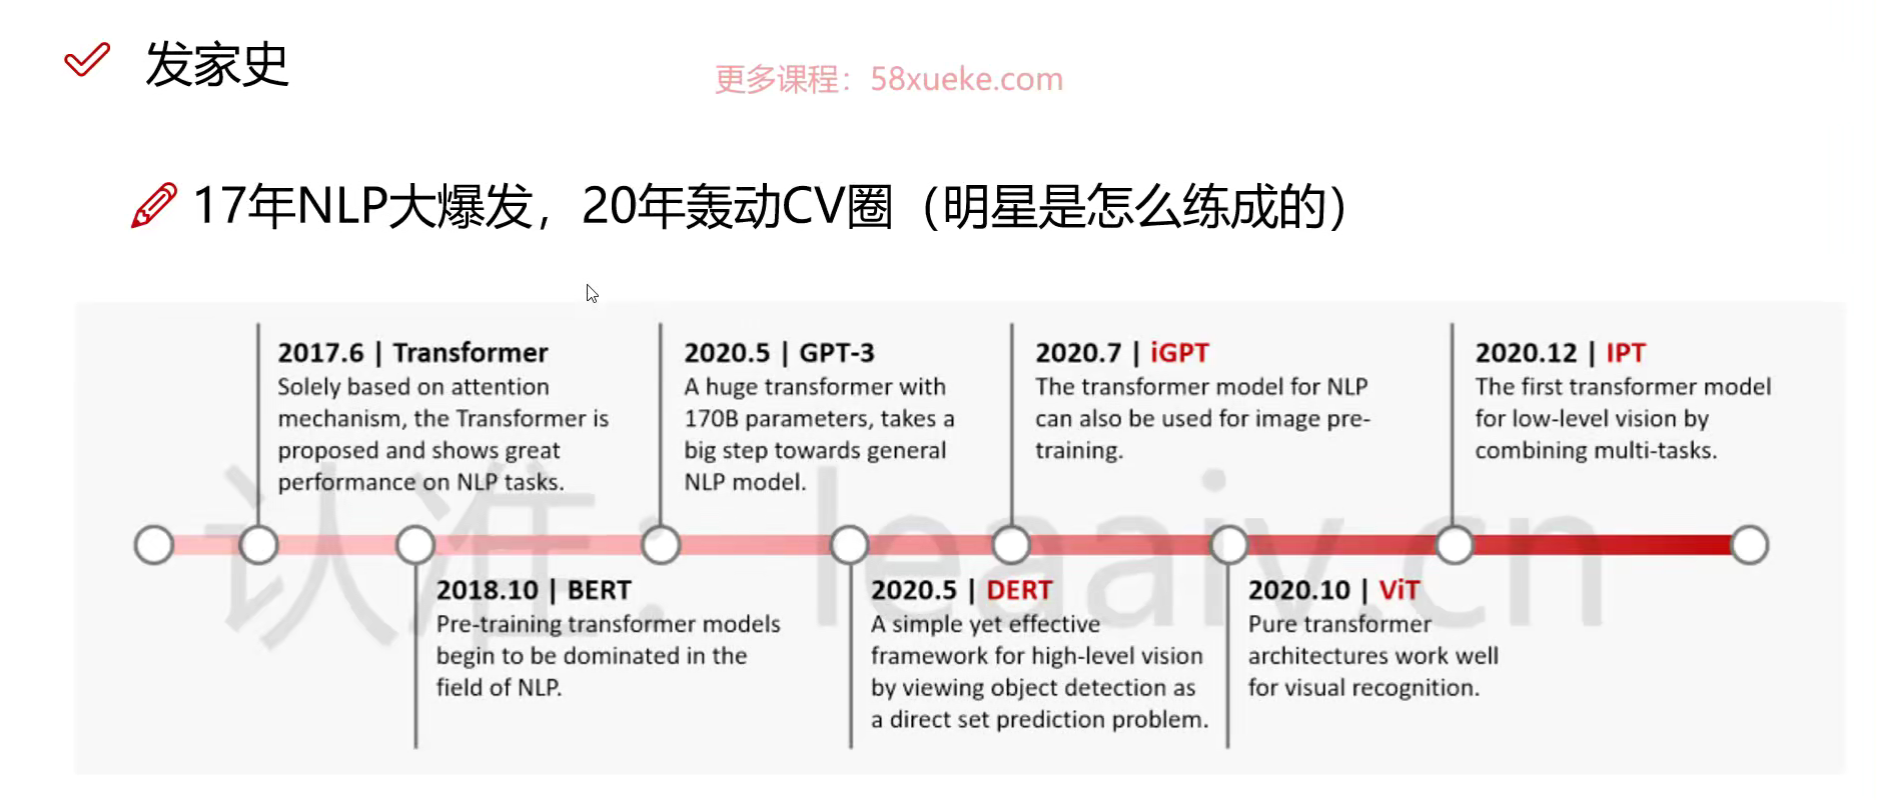 发家史
更多课程：58xueke.com
17年NLP大爆发，20年轰动CV圈（明星是怎么练成的）
2017.6 | Transformer
Solely based on attention
mechanism, the Transformer is
proposed and shows great
performance on NLP tasks.
2020.5 | GPT-3
A huge transformer with
170B parameters, takes a
big step towards general
NLP model.
2020.7 | iGPT
The transformer model for NLP
can also be used for image pre-
training.
2020.12 | IPT
The first transformer model
for low-level vision by
combining multi-tasks.
认准：leaaiv.cn
2018.10 | BERT
Pre-training transformer models
begin to be dominated in the
field of NLP.
2020.5 | DERT
A simple yet effective
framework for high-level vision
by viewing object detection as
a direct set prediction problem.
2020.10 | ViT
Pure transformer
architectures work well
for visual recognition.